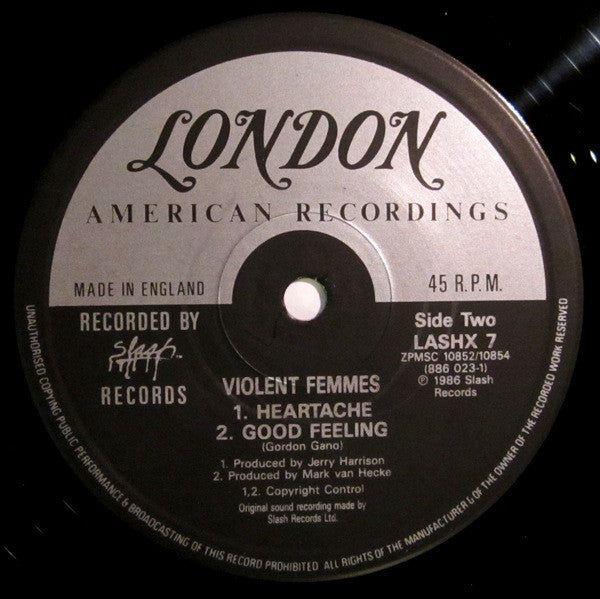 LONDON
AMERICAN RECORDINGS
MADE IN ENGLAND
45 R.P.M.
RECORDED BY
slash
RECORDS
Side Two
LASHX 7
ZPMSC 10852/10854
(886 023-1)
℗ 1986 Slash
Records
VIOLENT FEMMES
1. HEARTACHE
2. GOOD FEELING
(Gordon Gano)
1. Produced by Jerry Harrison
2. Produced by Mark van Hecke
1,2. Copyright Control
Original sound recording made by
Slash Records Ltd.
UNAUTHORISED COPYING PUBLIC PERFORMANCE & BROADCASTING OF THIS RECORD PROHIBITED ALL RIGHTS OF THE MANUFACTURER & OF THE OWNER OF THE RECORDED WORK RESERVED